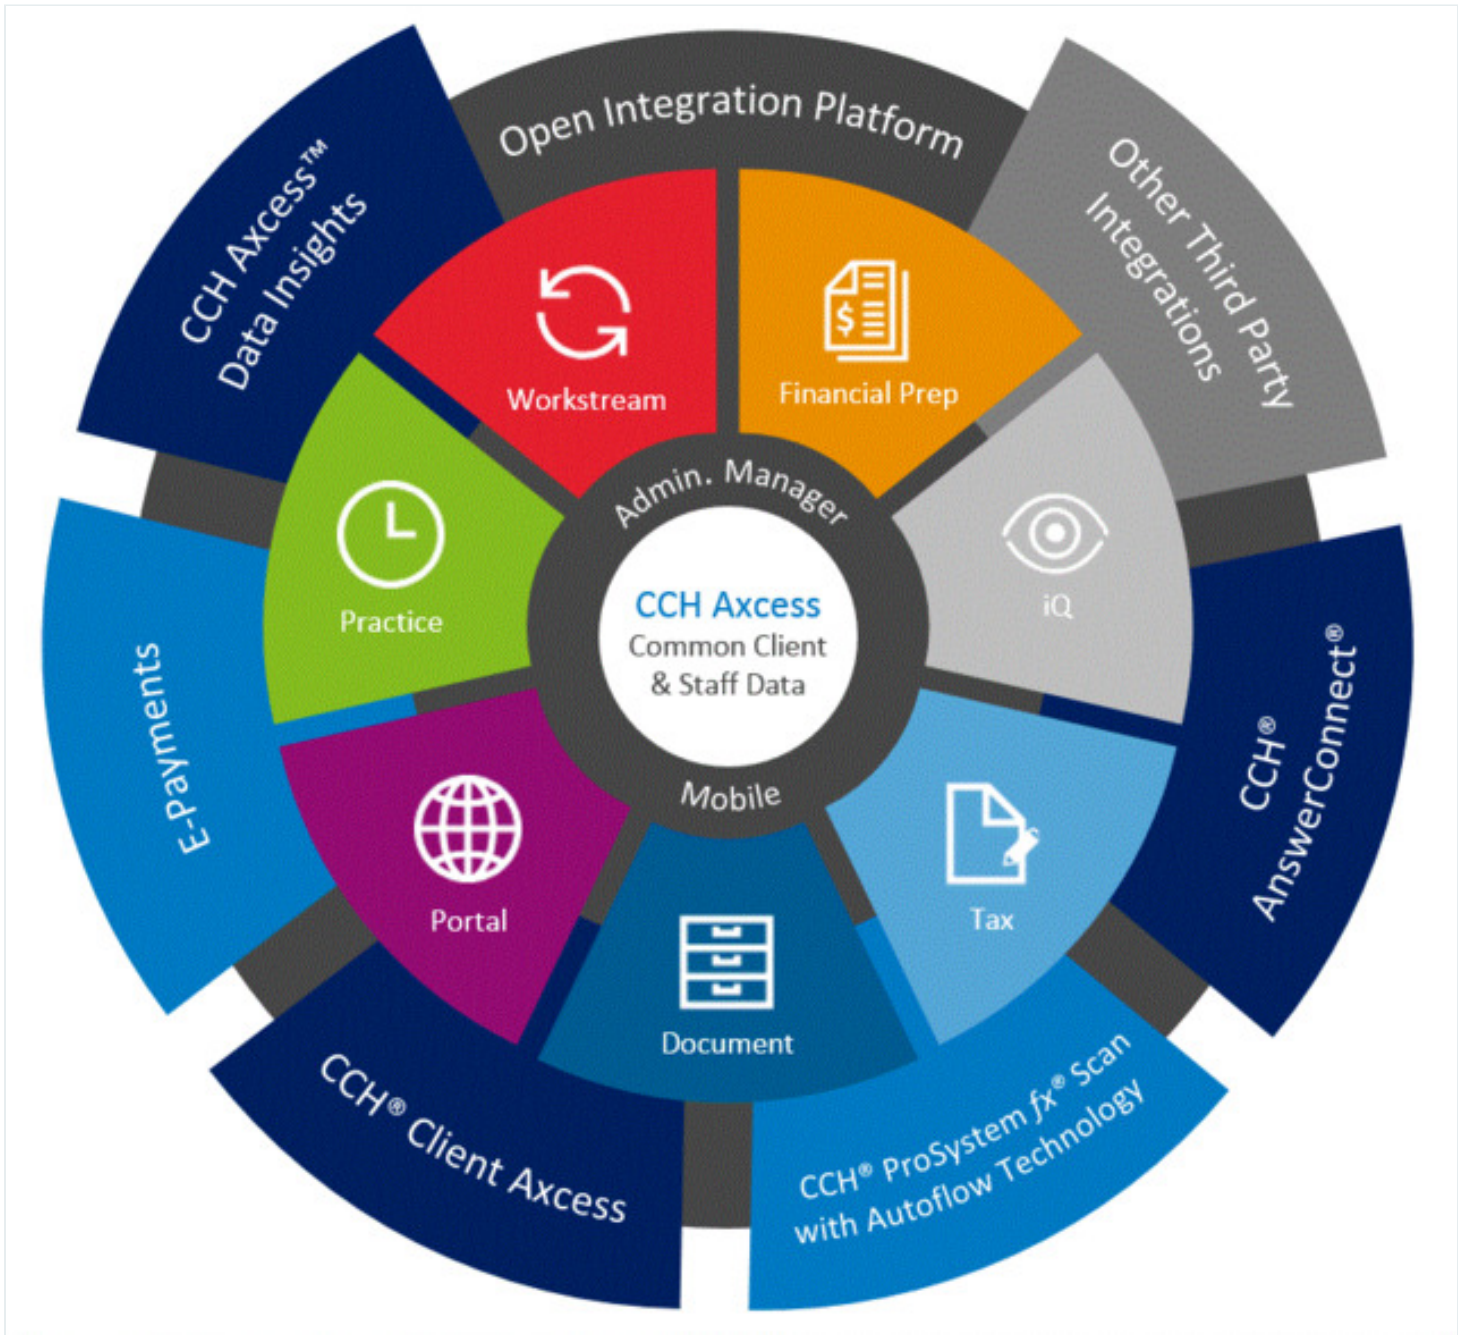 Open Integration Platform
CCH Axcess™
Data Insights
Other Third Party
Integrations
Workstream
Financial Prep
Admin. Manager
Practice
iQ
CCH Axcess
Common Client
& Staff Data
E-Payments
CCH®
AnswerConnect®
Mobile
Portal
Tax
Document
CCH® Client Axcess
CCH® ProSystem fx® Scan
with Autoflow Technology